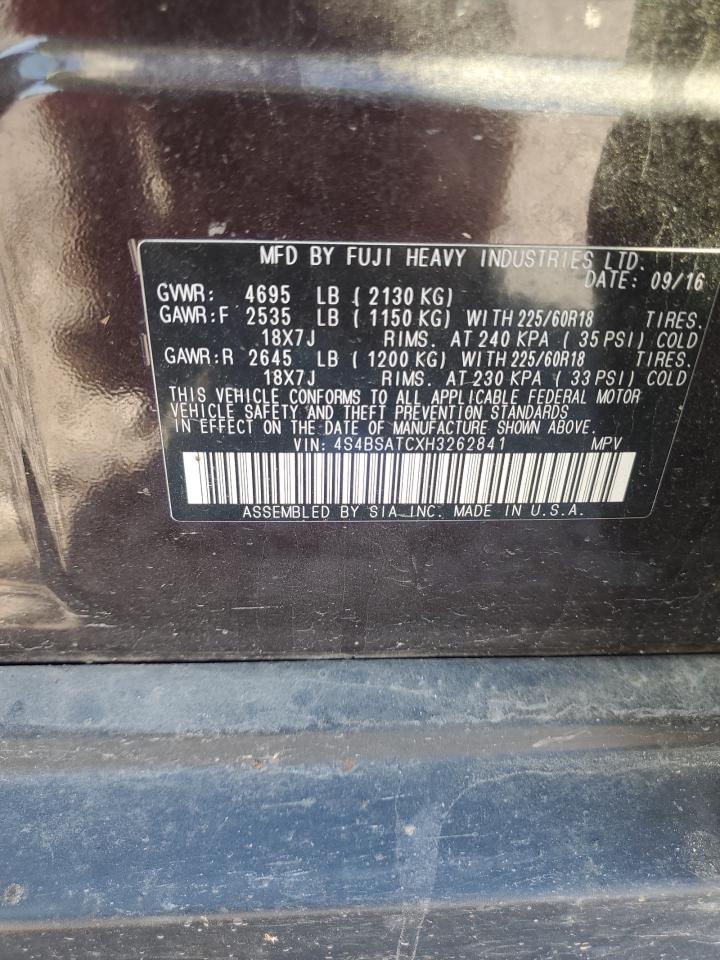 MFD BY FUJI HEAVY INDUSTRIES LTD.
DATE: 09/16
GVWR: 4695 LB ( 2130 KG)
GAWR:F 2535 LB ( 1150 KG) WITH 225/60R18 TIRES.
18X7J RIMS. AT 240 KPA ( 35 PSI) COLD
GAWR:R 2645 LB ( 1200 KG) WITH 225/60R18 TIRES.
18X7J RIMS. AT 230 KPA ( 33 PSI) COLD
THIS VEHICLE CONFORMS TO ALL APPLICABLE FEDERAL MOTOR
VEHICLE SAFETY AND THEFT PREVENTION STANDARDS
IN EFFECT ON THE DATE OF MANUFACTURE SHOWN ABOVE.
VIN: 4S4BSATCXH3262841 MPV
ASSEMBLED BY SIA INC. MADE IN U.S.A.